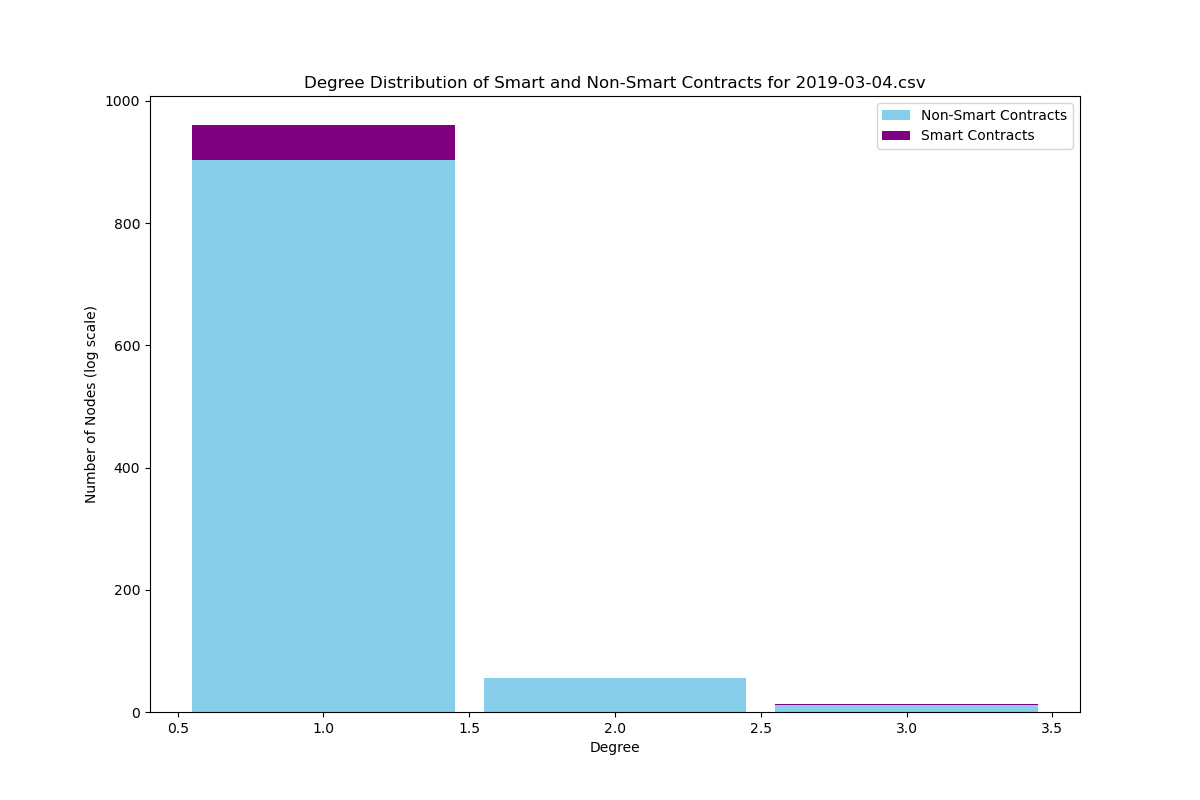 Degree Distribution of Smart and Non-Smart Contracts for 2019-03-04.csv
Non-Smart Contracts
Smart Contracts
Number of Nodes (log scale)
1000
800
600
400
200
0
0.5 1.0 1.5 2.0 2.5 3.0 3.5
Degree